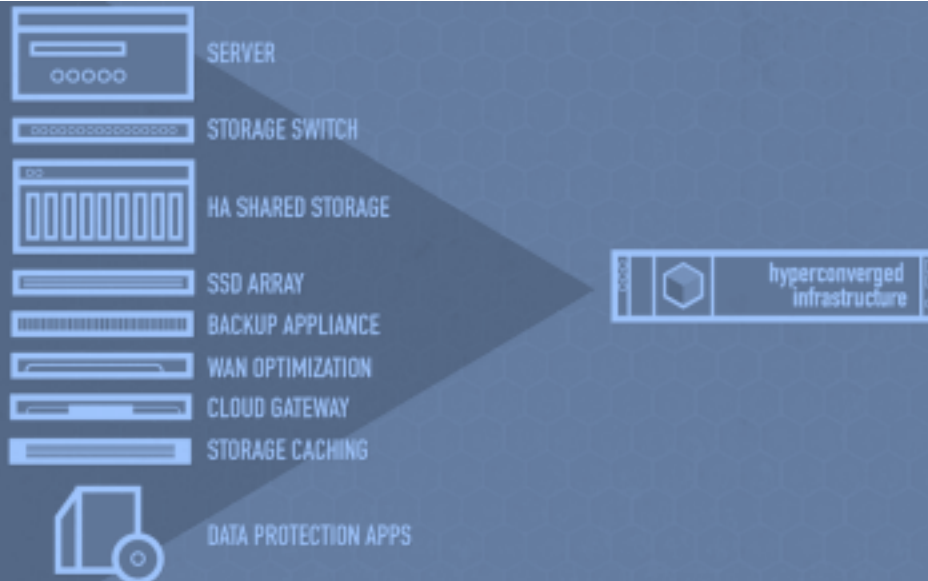 SERVER
STORAGE SWITCH
HA SHARED STORAGE
SSD ARRAY
BACKUP APPLIANCE
WAN OPTIMIZATION
CLOUD GATEWAY
STORAGE CACHING
DATA PROTECTION APPS
hyperconverged
infrastructure